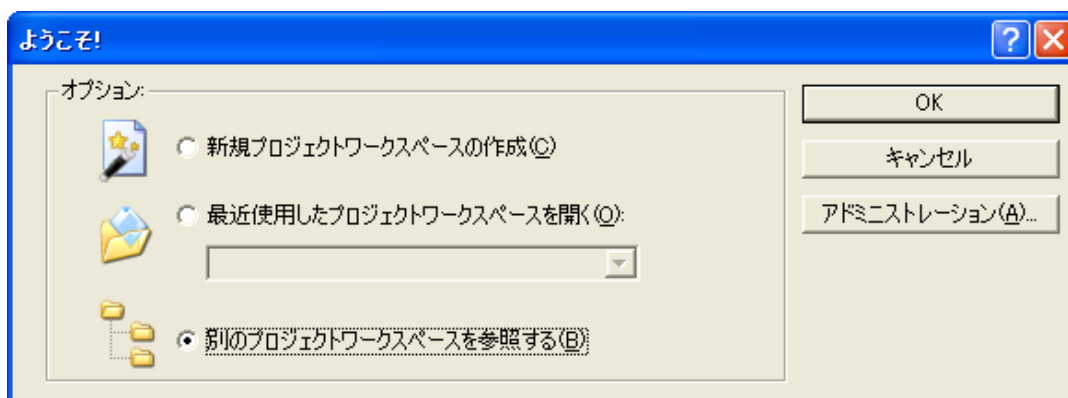 ようこそ!
オプション:
新規プロジェクトワークスペースの作成(C)
最近使用したプロジェクトワークスペースを開く(O):
別のプロジェクトワークスペースを参照する(B)
OK
キャンセル
アドミニストレーション(A)...